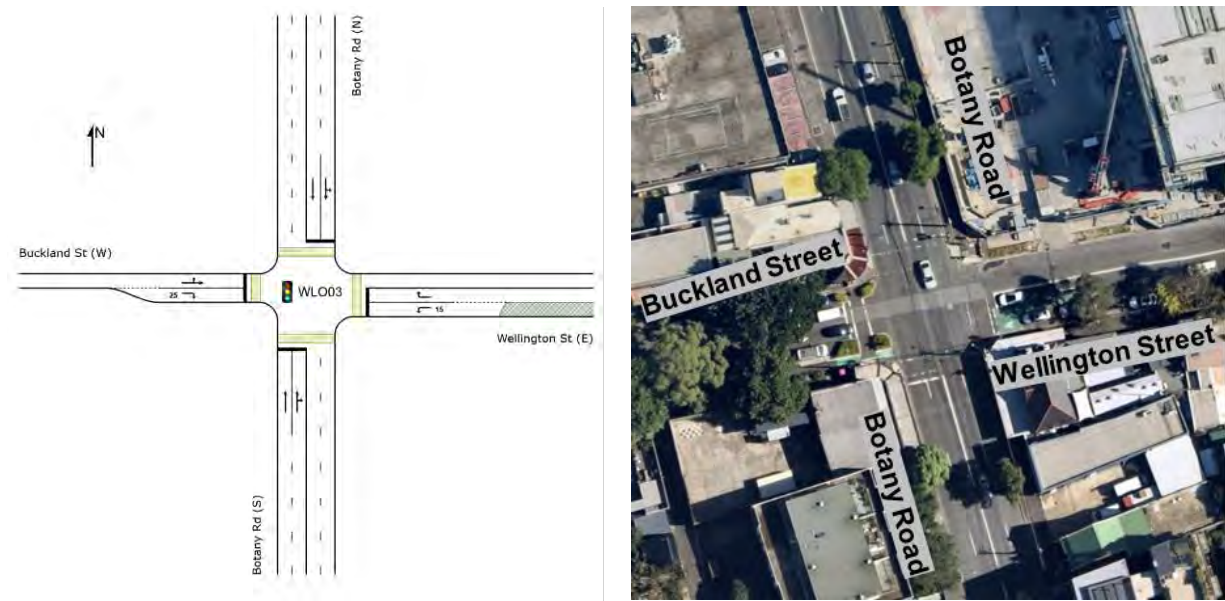 Botany Rd (N)
N
Buckland St (W)
25
WLO03
15
Wellington St (E)
Botany Rd (S)
Botany Road
Buckland Street
Wellington Street
Botany Road